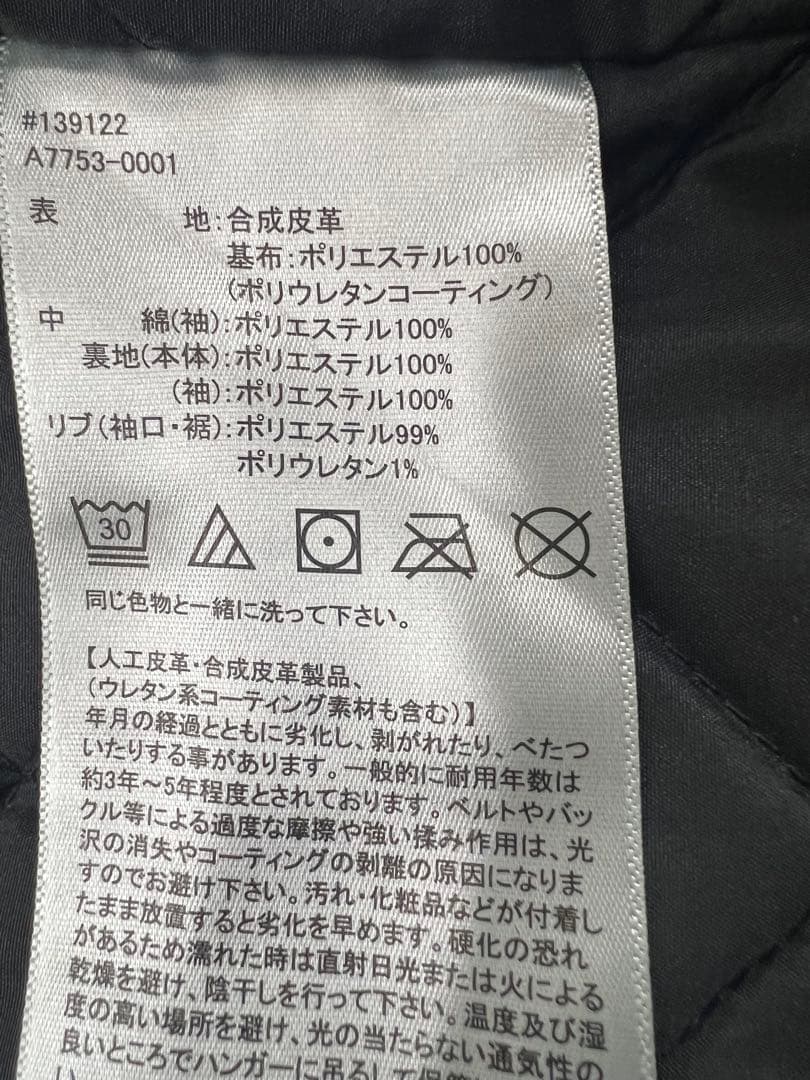 #139122
A7753-0001
表　地：合成皮革
基布：ポリエステル100%
（ポリウレタンコーティング）
中　綿（袖）：ポリエステル100%
裏地（本体）：ポリエステル100%
（袖）：ポリエステル100%
リブ（袖口・裾）：ポリエステル99%
ポリウレタン1%
30
同じ色物と一緒に洗って下さい。
【人工皮革・合成皮革製品、
（ウレタン系コーティング素材も含む）】
年月の経過とともに劣化し、剥がれたり、べたつ
いたりする事があります。一般的に耐用年数は
約3年～5年程度とされております。ベルトやバッ
クル等による過度な摩擦や強い揉み作用は、光
沢の消失やコーティングの剥離の原因になりま
すのでお避け下さい。汚れ・化粧品などが付着し
たまま放置すると劣化を早めます。硬化の恐れ
があるため濡れた時は直射日光または火による
乾燥を避け、陰干しを行って下さい。温度及び湿
度の高い場所を避け、光の当たらない通気性の
良いところでハンガーに吊るして保管